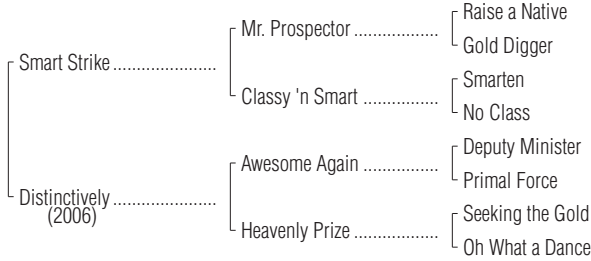 Raise a Native
Mr. Prospector ..................
Gold Digger
Smart Strike ......................
Smarten
Classy 'n Smart ................
No Class
Deputy Minister
Awesome Again ................
Primal Force
Distinctively ......................
(2006)
Seeking the Gold
Heavenly Prize ..................
Oh What a Dance